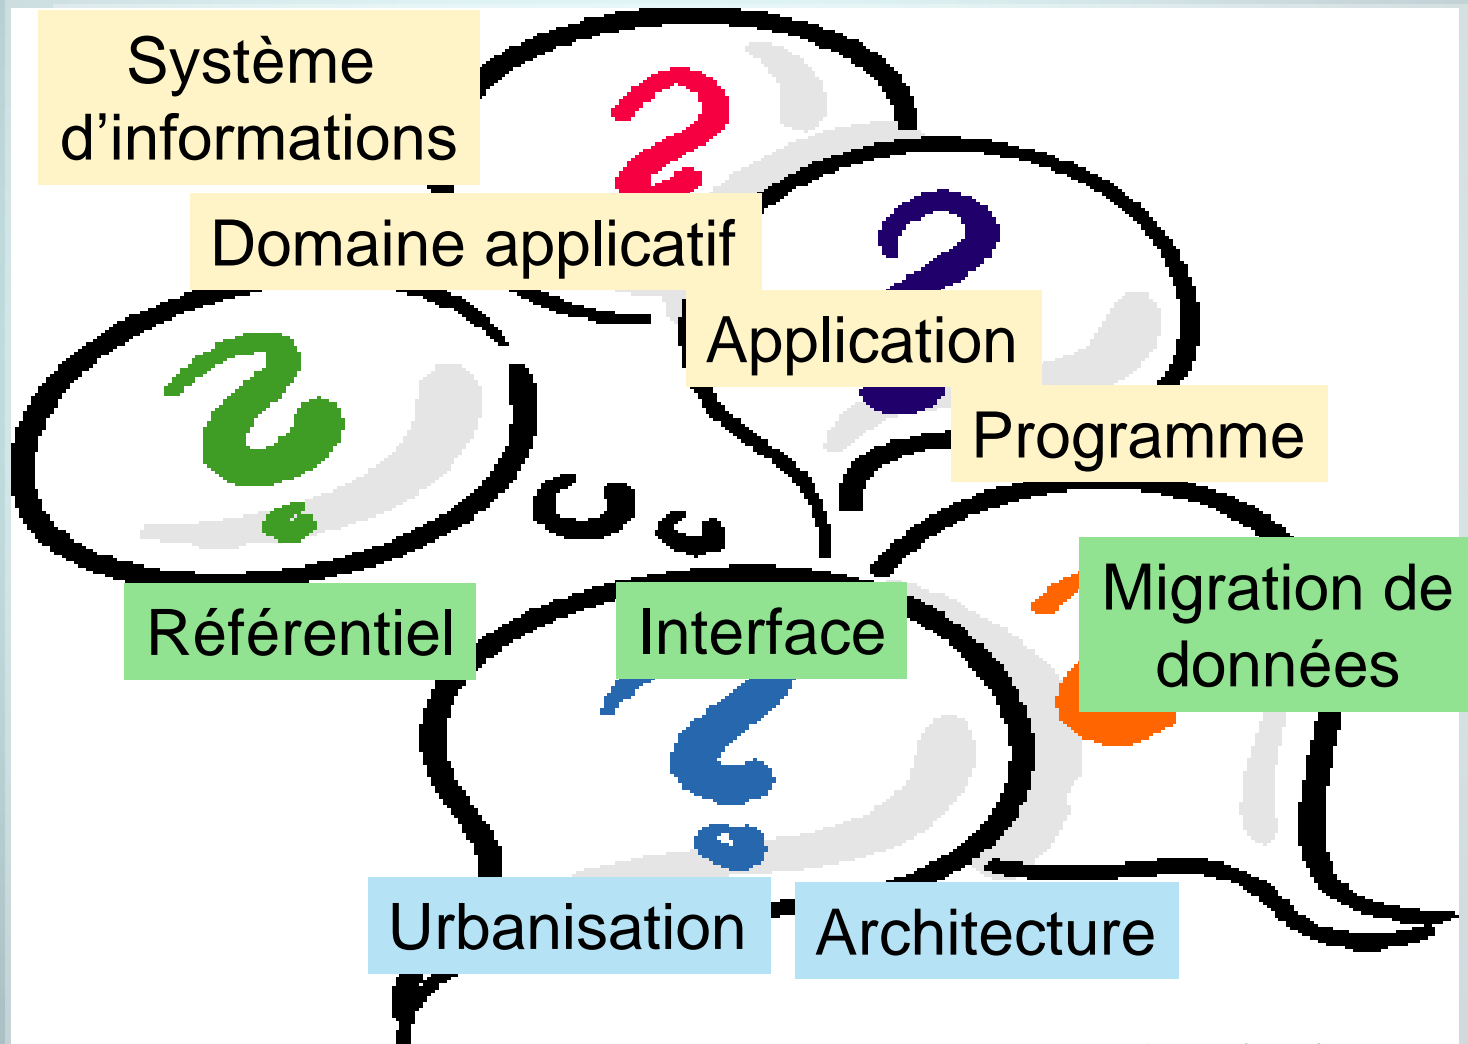 Système
d’informations
Domaine applicatif
Application
Programme
Migration de
données
Référentiel
Interface
Urbanisation
Architecture